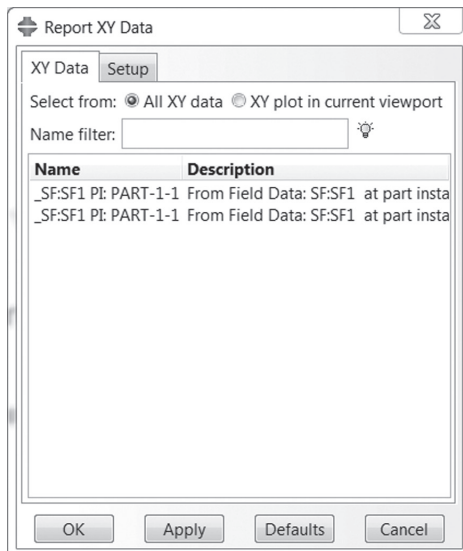 Report XY Data
XY Data Setup
Select from: All XY data XY plot in current viewport
Name filter:
Name Description
_SF:SF1 PI: PART-1-1 From Field Data: SF:SF1 at part insta
_SF:SF1 PI: PART-1-1 From Field Data: SF:SF1 at part insta
OK Apply Defaults Cancel